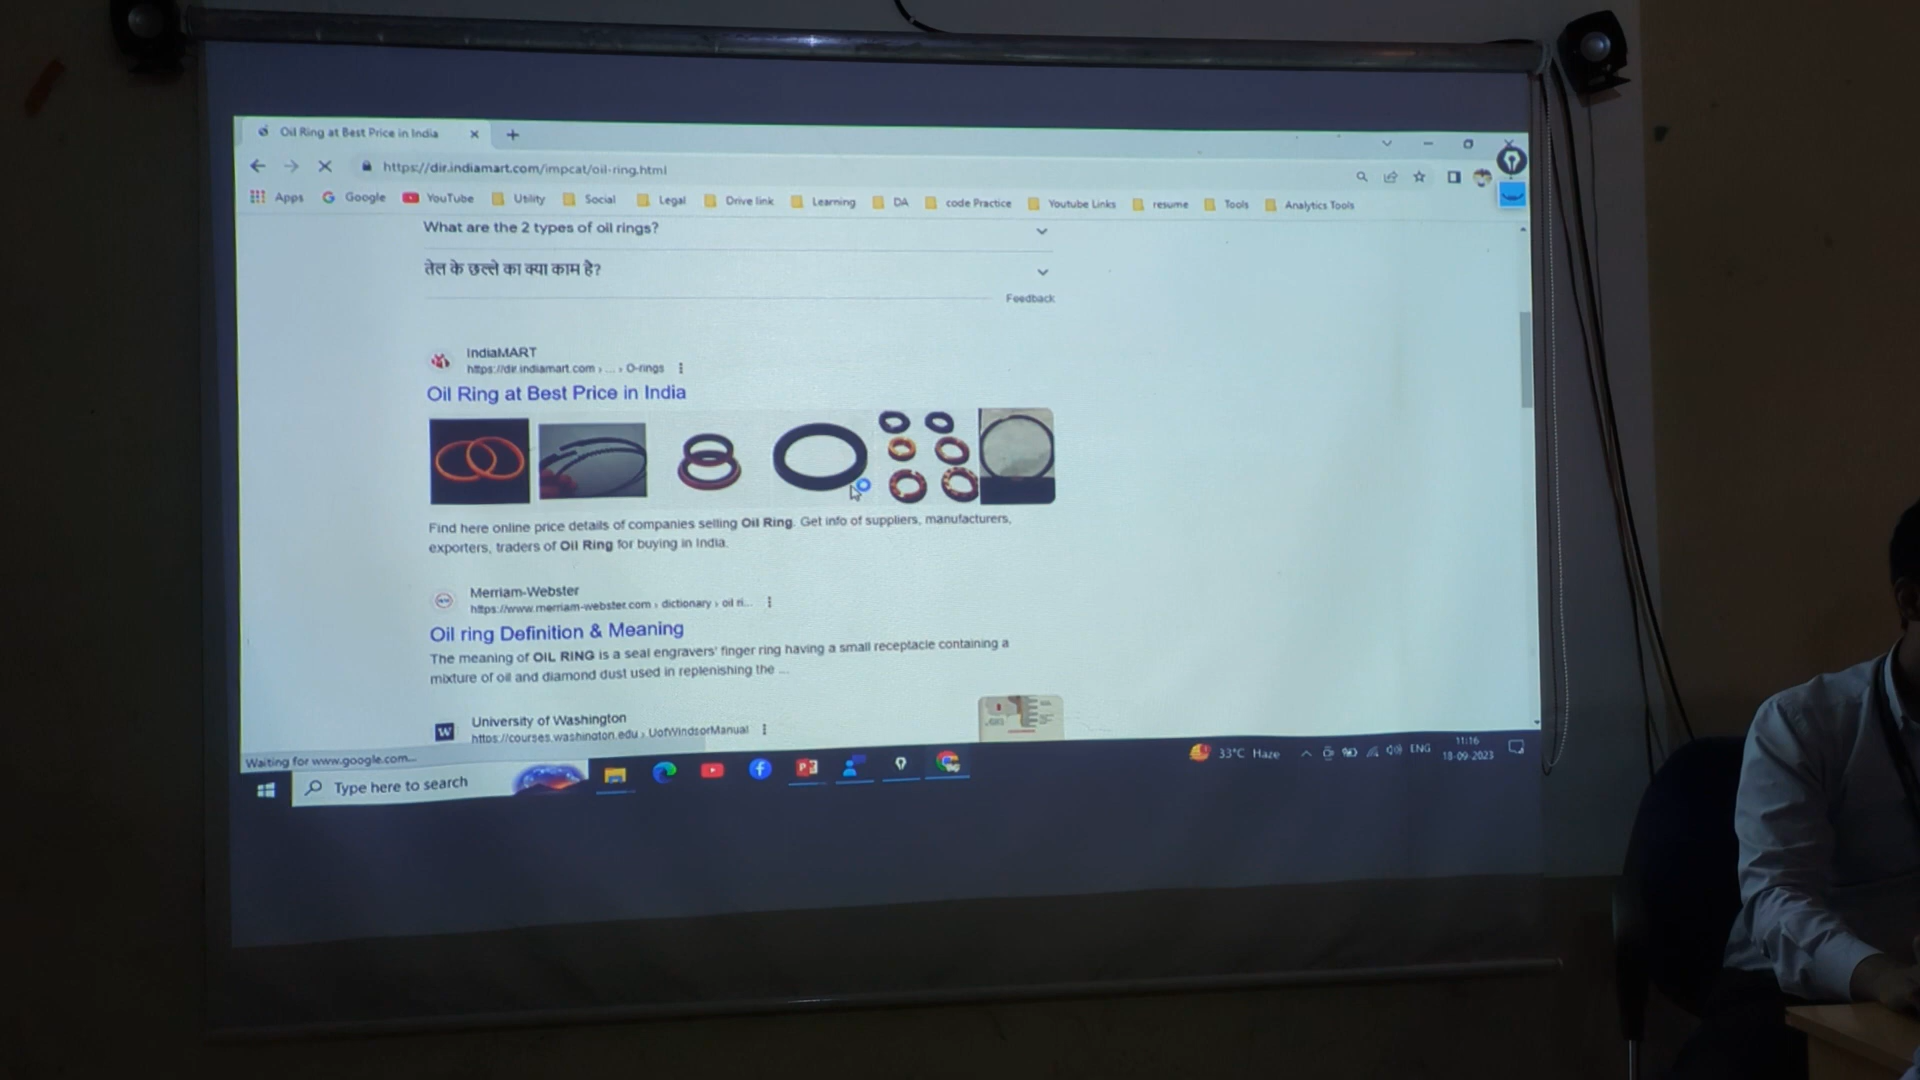 Oil Ring at Best Price in India
https://dir.indiamart.com/impcat/oil-ring.html
Apps Google YouTube Utility Social Legal Drive link Learning DA code Practice Youtube Links resume Tools Analytics Tools
What are the 2 types of oil rings?
तेल के छल्ले का क्या काम है?
Feedback
IndiaMART
https://dir.indiamart.com › ... › O-rings
Oil Ring at Best Price in India
Find here online price details of companies selling Oil Ring. Get info of suppliers, manufacturers,
exporters, traders of Oil Ring for buying in India.
Merriam-Webster
https://www.merriam-webster.com › dictionary › oil ri...
Oil ring Definition & Meaning
The meaning of OIL RING is a seal engravers' finger ring having a small receptacle containing a
mixture of oil and diamond dust used in replenishing the ...
W
University of Washington
https://courses.washington.edu › UofWindsorManual
Waiting for www.google.com...
Type here to search
33°C Haze
ENG
11:16
18-09-2023